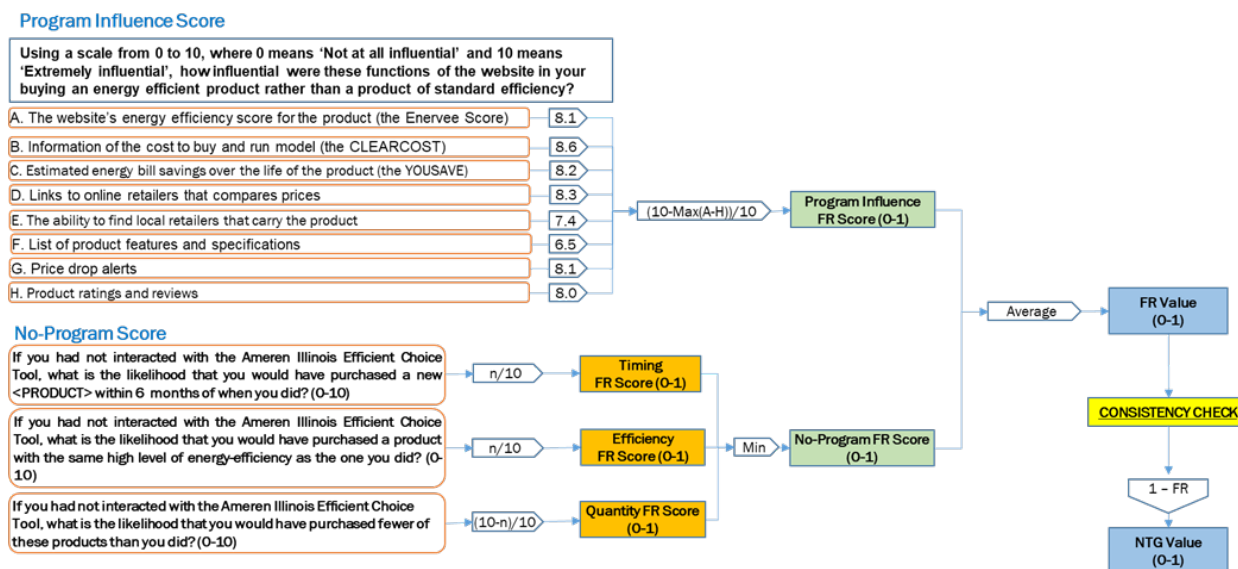 Program Influence Score
Using a scale from 0 to 10, where 0 means ‘Not at all influential’ and 10 means
‘Extremely influential’, how influential were these functions of the website in your
buying an energy efficient product rather than a product of standard efficiency?
A. The website’s energy efficiency score for the product (the Enervee Score)
8.1
B. Information of the cost to buy and run model (the CLEARCOST)
8.6
C. Estimated energy bill savings over the life of the product (the YOUSAVE)
8.2
D. Links to online retailers that compares prices
8.3
E. The ability to find local retailers that carry the product
7.4
F. List of product features and specifications
6.5
G. Price drop alerts
8.1
H. Product ratings and reviews
8.0
(10-Max(A-H))/10
Program Influence
FR Score (0-1)
No-Program Score
If you had not interacted with the Ameren Illinois Efficient Choice
Tool, what is the likelihood that you would have purchased a new
<PRODUCT> within 6 months of when you did? (0-10)
n/10
Timing
FR Score (0-1)
If you had not interacted with the Ameren Illinois Efficient Choice
Tool, what is the likelihood that you would have purchased a product
with the same high level of energy-efficiency as the one you did? (0-
10)
n/10
Efficiency
FR Score (0-1)
If you had not interacted with the Ameren Illinois Efficient Choice
Tool, what is the likelihood that you would have purchased fewer of
these products than you did? (0-10)
(10-n)/10
Quantity FR Score
(0-1)
Min
No-Program FR Score
(0-1)
Average
FR Value
(0-1)
CONSISTENCY CHECK
1 – FR
NTG Value
(0-1)